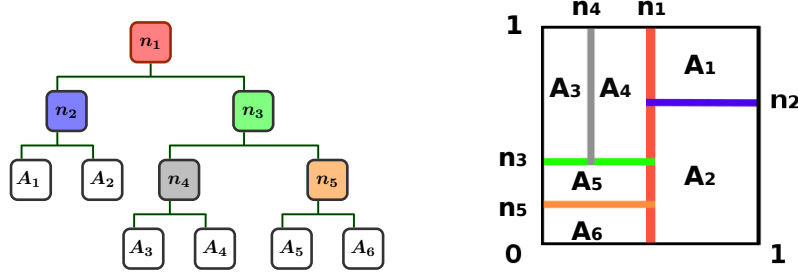 n₁
n₂ n₃
A₁ A₂ n₄ n₅
A₃ A₄ A₅ A₆
n₄ n₁
1
A₁
A₃ A₄
n₂
n₃
A₅ A₂
n₅
A₆
0 1